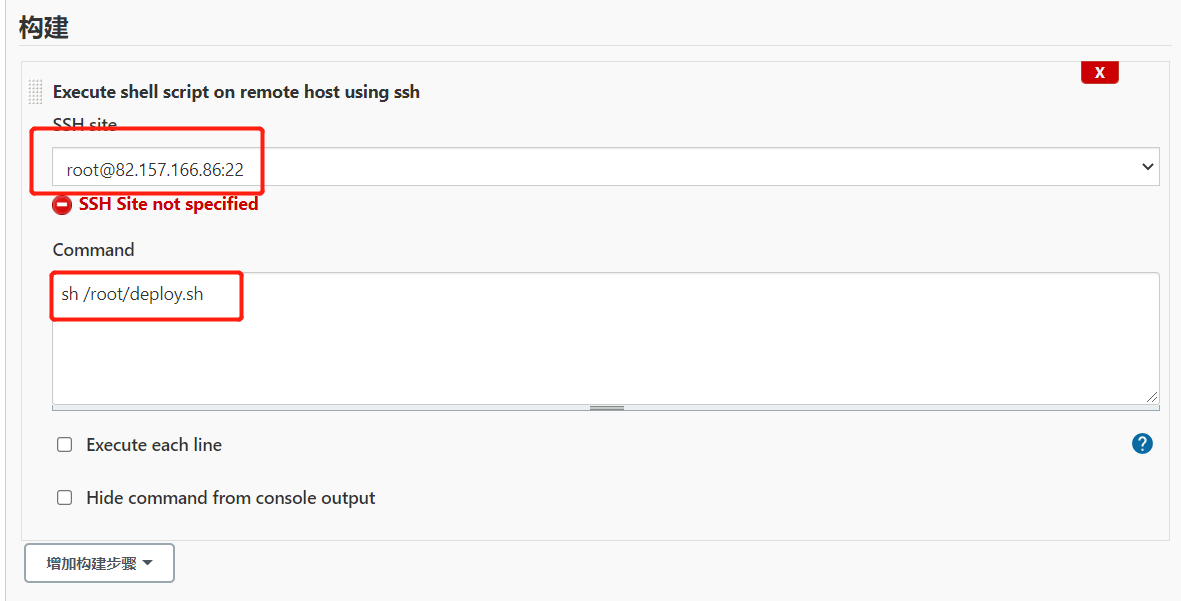 构建
X
Execute shell script on remote host using ssh
SSH site
root@82.157.166.86:22
SSH Site not specified
Command
sh /root/deploy.sh
Execute each line
?
Hide command from console output
增加构建步骤